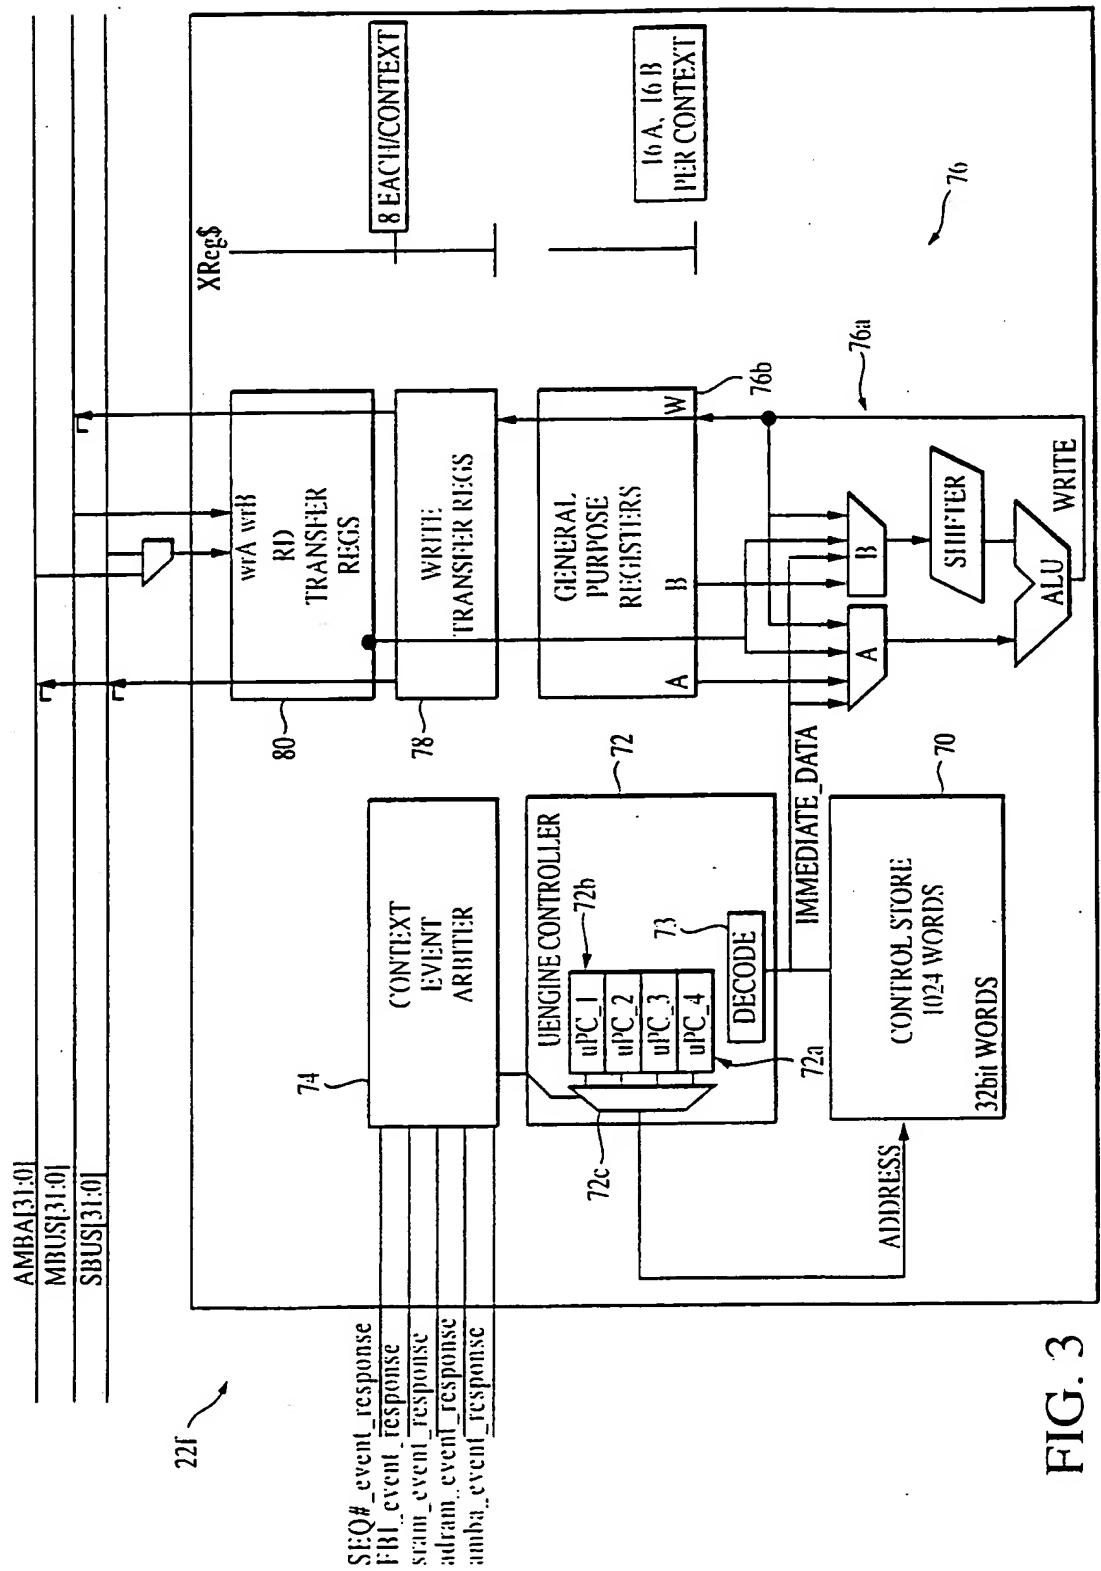 AMBA[31:0]
MBUS[31:0]
SBUS[31:0]
22f
SEQ#_event_response
FBI_event_response
sram_event_response
adram_event_response
amba_event_response
74
CONTEXT
EVENT
ARBITER
UENGINE CONTROLLER
72
72b
uPC_1
uPC_2
uPC_3
uPC_4
72a
72c
73
DECODE
IMMEDIATE_DATA
ADDRESS
CONTROL STORE
1024 WORDS
32bit WORDS
70
wrA wrB
RD
TRANSFER
REGS
80
WRITE
TRANSFER REGS
78
GENERAL
PURPOSE
REGISTERS
A
B
W
76b
A
B
SHIFTER
ALU
WRITE
76a
76
XReg$
8 EACH/CONTEXT
16 A, 16 B
PER CONTEXT
FIG. 3